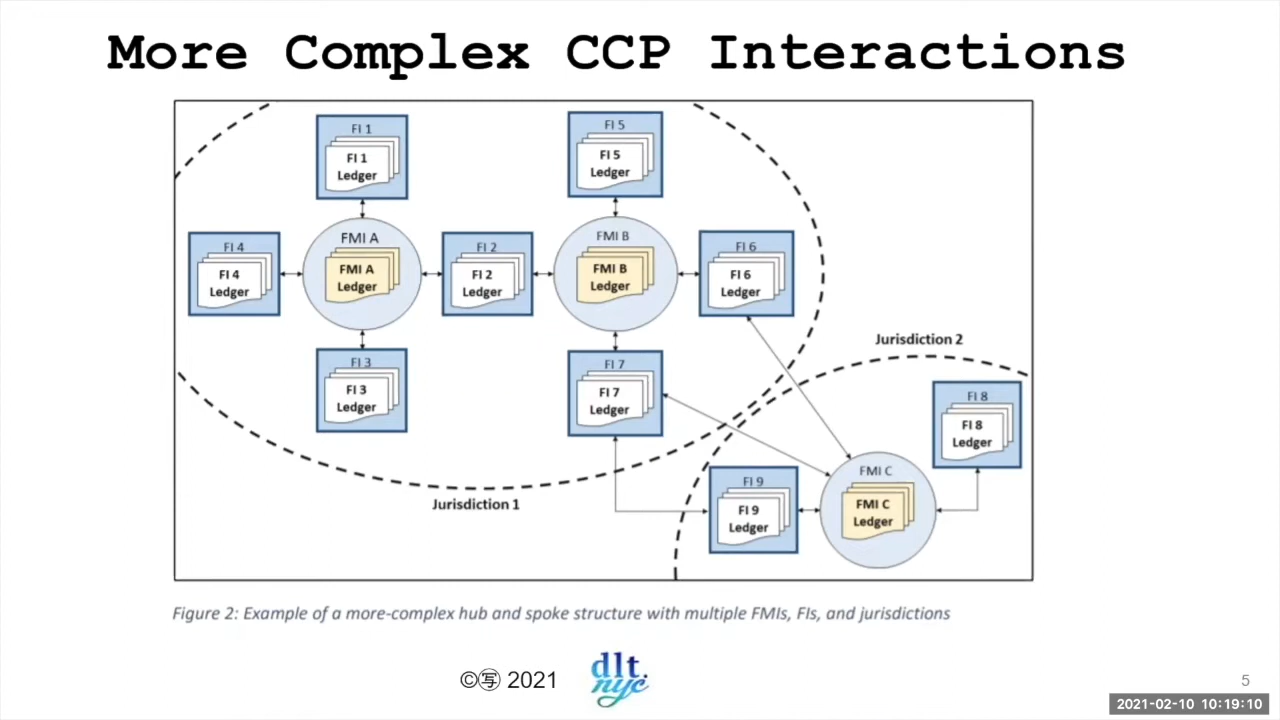 More Complex CCP Interactions
FI 1
FI 1
Ledger
FI 5
FI 5
Ledger
FI 4
FI 4
Ledger
FMI A
FMI A
Ledger
FI 2
FI 2
Ledger
FMI B
FMI B
Ledger
FI 6
FI 6
Ledger
FI 3
FI 3
Ledger
FI 7
FI 7
Ledger
Jurisdiction 2
FI 8
FI 8
Ledger
Jurisdiction 1
FI 9
FI 9
Ledger
FMI C
FMI C
Ledger
Figure 2: Example of a more-complex hub and spoke structure with multiple FMIs, FIs, and jurisdictions
©㊢ 2021
dlt.
nyc
5
2021-02-10 10:19:10